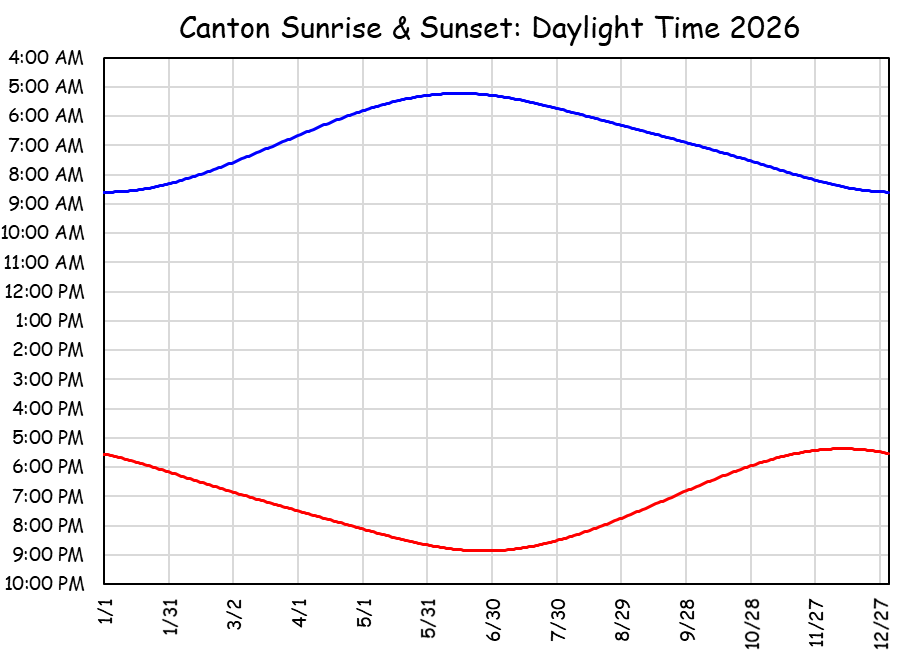 Canton Sunrise & Sunset: Daylight Time 2026
4:00 AM
5:00 AM
6:00 AM
7:00 AM
8:00 AM
9:00 AM
10:00 AM
11:00 AM
12:00 PM
1:00 PM
2:00 PM
3:00 PM
4:00 PM
5:00 PM
6:00 PM
7:00 PM
8:00 PM
9:00 PM
10:00 PM
1/1
1/31
3/2
4/1
5/1
5/31
6/30
7/30
8/29
9/28
10/28
11/27
12/27